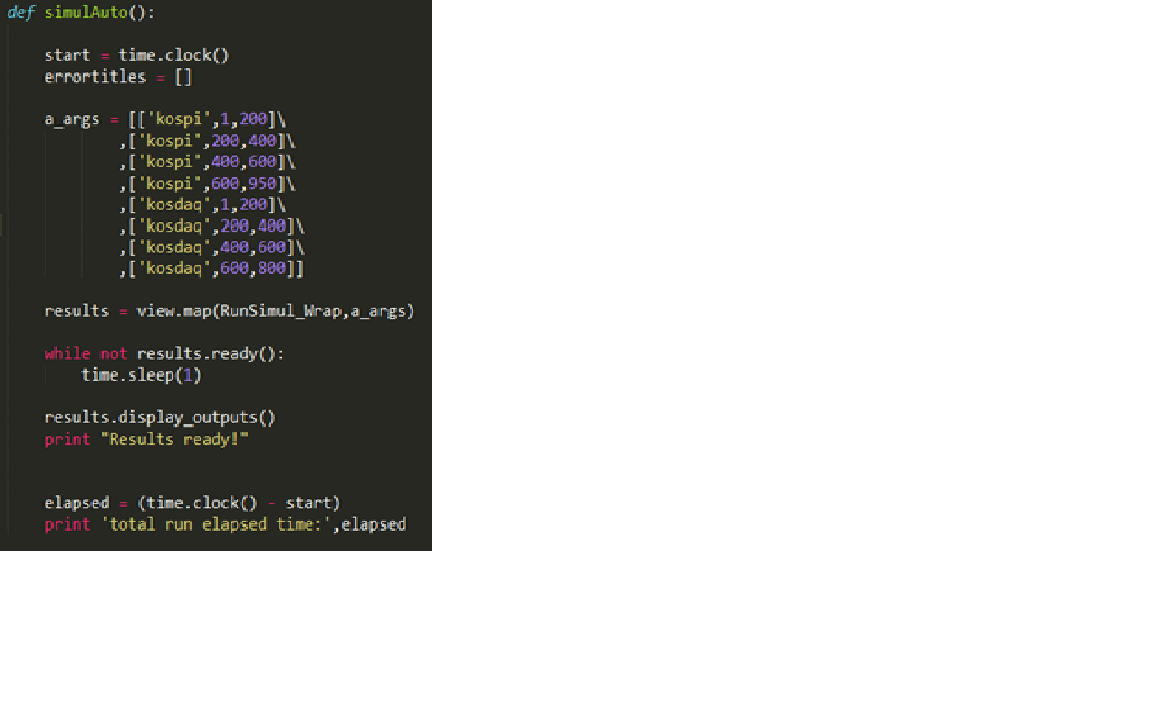 def simulAuto():
start = time.clock()
errortitles = []
a_args = [['kospi',1,200]\
,['kospi',200,400]\
,['kospi',400,600]\
,['kospi',600,950]\
,['kosdaq',1,200]\
,['kosdaq',200,400]\
,['kosdaq',400,600]\
,['kosdaq',600,800]]
results = view.map(RunSimul_Wrap,a_args)
while not results.ready():
time.sleep(1)
results.display_outputs()
print "Results ready!"
elapsed = (time.clock() - start)
print 'total run elapsed time:',elapsed